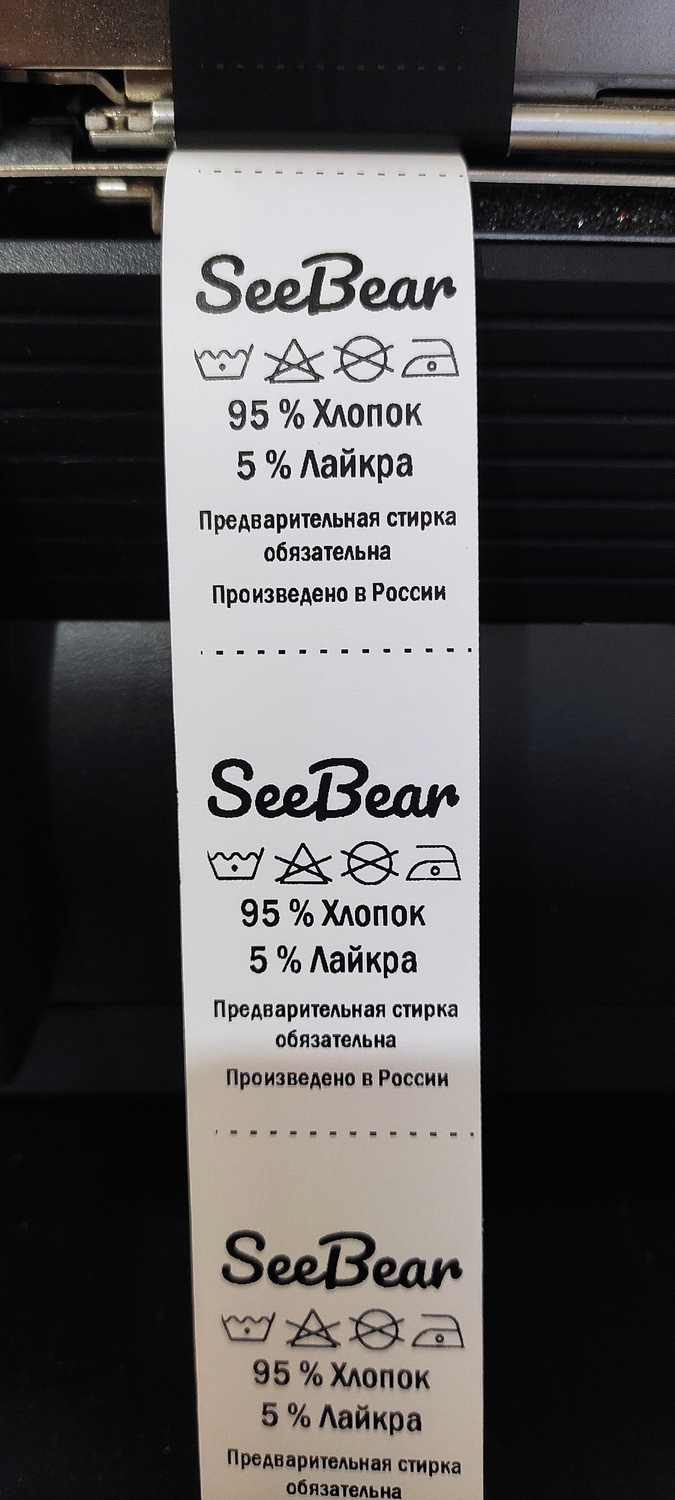 SeeBear
95 % Хлопок
5 % Лайкра
Предварительная стирка
обязательна
Произведено в России
SeeBear
95 % Хлопок
5 % Лайкра
Предварительная стирка
обязательна
Произведено в России
SeeBear
95 % Хлопок
5 % Лайкра
Предварительная стирка
обязательна